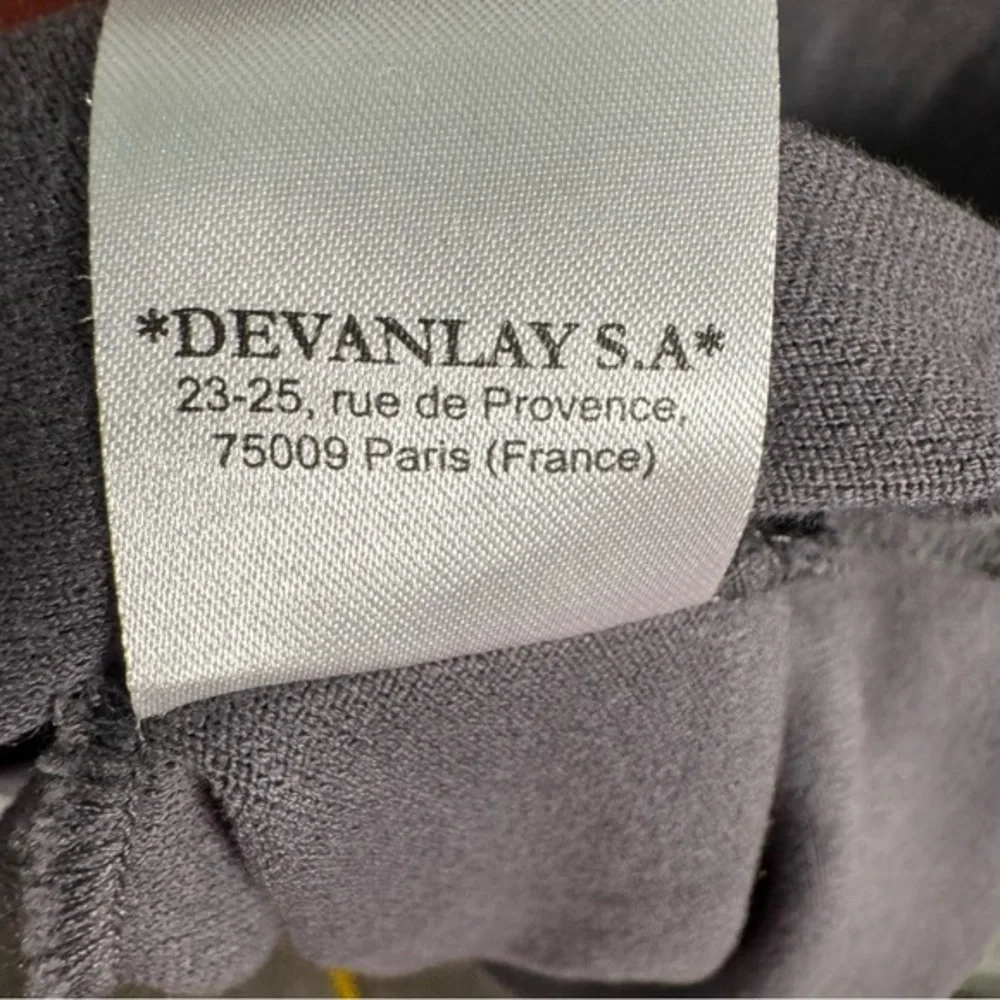 *DEVANLAY S.A*
23-25, rue de Provence,
75009 Paris (France)